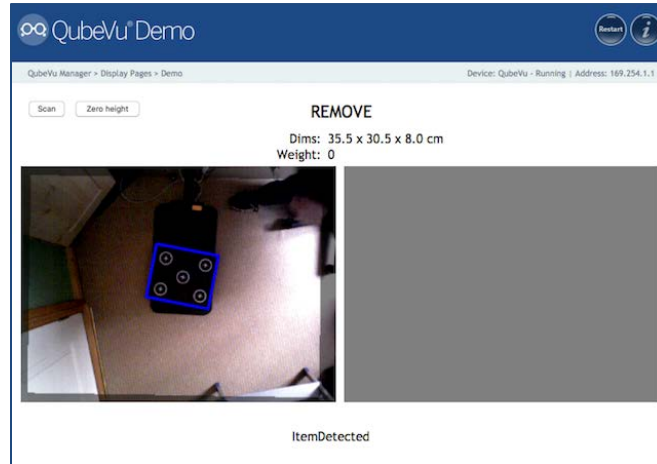 QubeVu® Demo
Restart
i
QubeVu Manager > Display Pages > Demo
Device: QubeVu - Running | Address: 169.254.1.1
Scan
Zero height
REMOVE
Dims: 35.5 x 30.5 x 8.0 cm
Weight: 0
ItemDetected